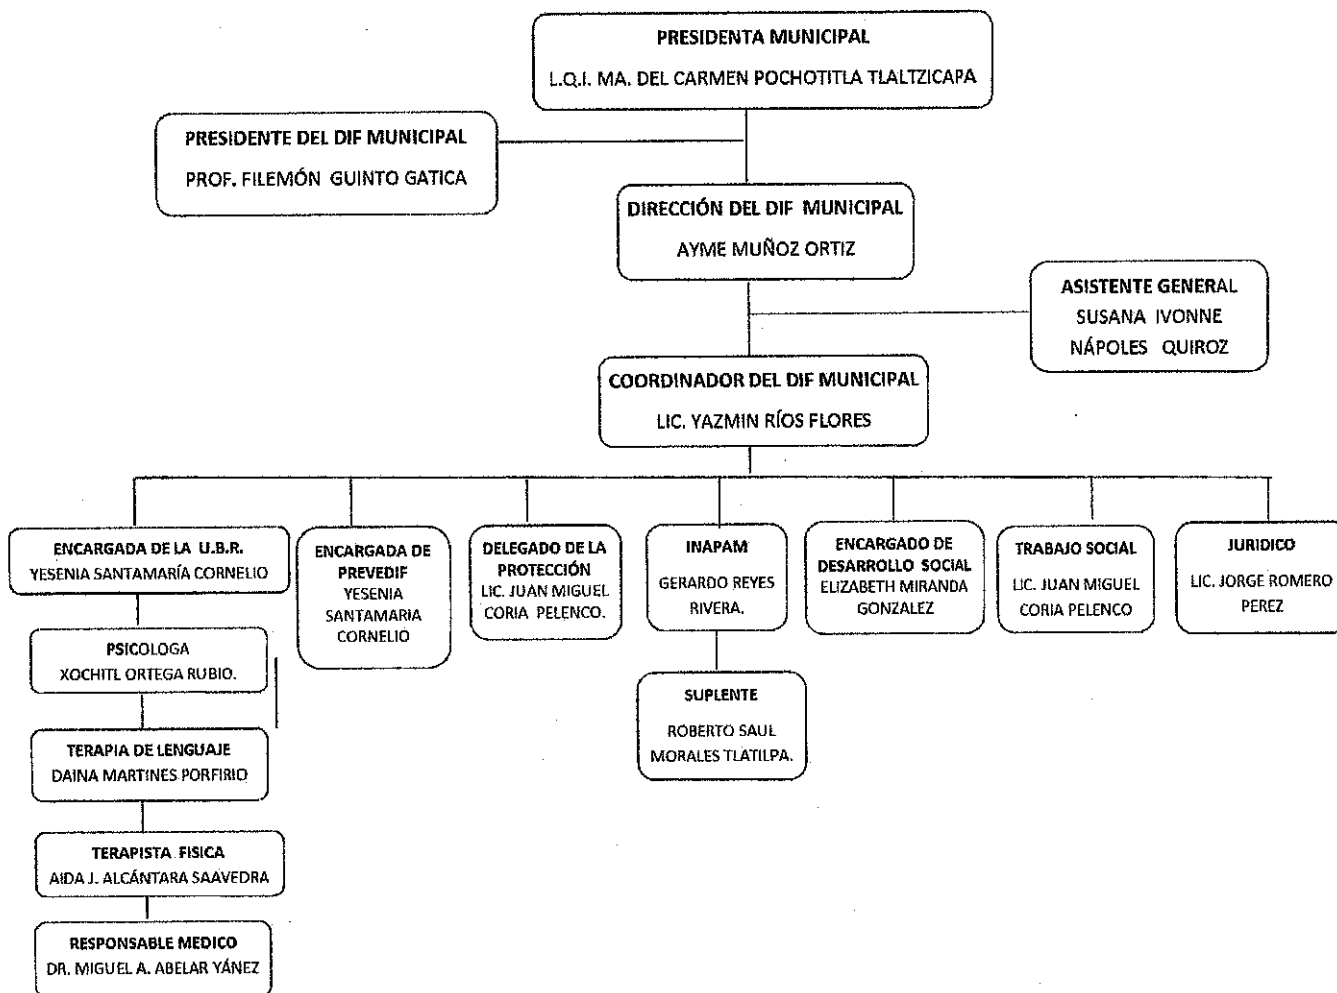 PRESIDENTA MUNICIPAL
L.Q.I. MA. DEL CARMEN POCHOTITLA TLALTZICAPA
PRESIDENTE DEL DIF MUNICIPAL
PROF. FILEMÓN GUINTO GATICA
DIRECCIÓN DEL DIF MUNICIPAL
AYME MUÑOZ ORTIZ
ASISTENTE GENERAL
SUSANA IVONNE
NÁPOLES QUIROZ
COORDINADOR DEL DIF MUNICIPAL
LIC. YAZMIN RÍOS FLORES
ENCARGADA DE LA U.B.R.
YESENIA SANTAMARÍA CORNELIO
ENCARGADA DE
PREVEDIF
YESENIA
SANTAMARIA
CORNELIO
DELEGADO DE LA
PROTECCIÓN
LIC. JUAN MIGUEL
CORIA PELENCO.
INAPAM
GERARDO REYES
RIVERA.
ENCARGADO DE
DESARROLLO SOCIAL
ELIZABETH MIRANDA
GONZALEZ
TRABAJO SOCIAL
LIC. JUAN MIGUEL
CORIA PELENCO
JURIDICO
LIC. JORGE ROMERO
PEREZ
PSICOLOGA
XOCHITL ORTEGA RUBIO.
SUPLENTE
ROBERTO SAUL
MORALES TLATILPA.
TERAPIA DE LENGUAJE
DAINA MARTINES PORFIRIO
TERAPISTA FISICA
AIDA J. ALCÁNTARA SAAVEDRA
RESPONSABLE MEDICO
DR. MIGUEL A. ABELAR YÁNEZ